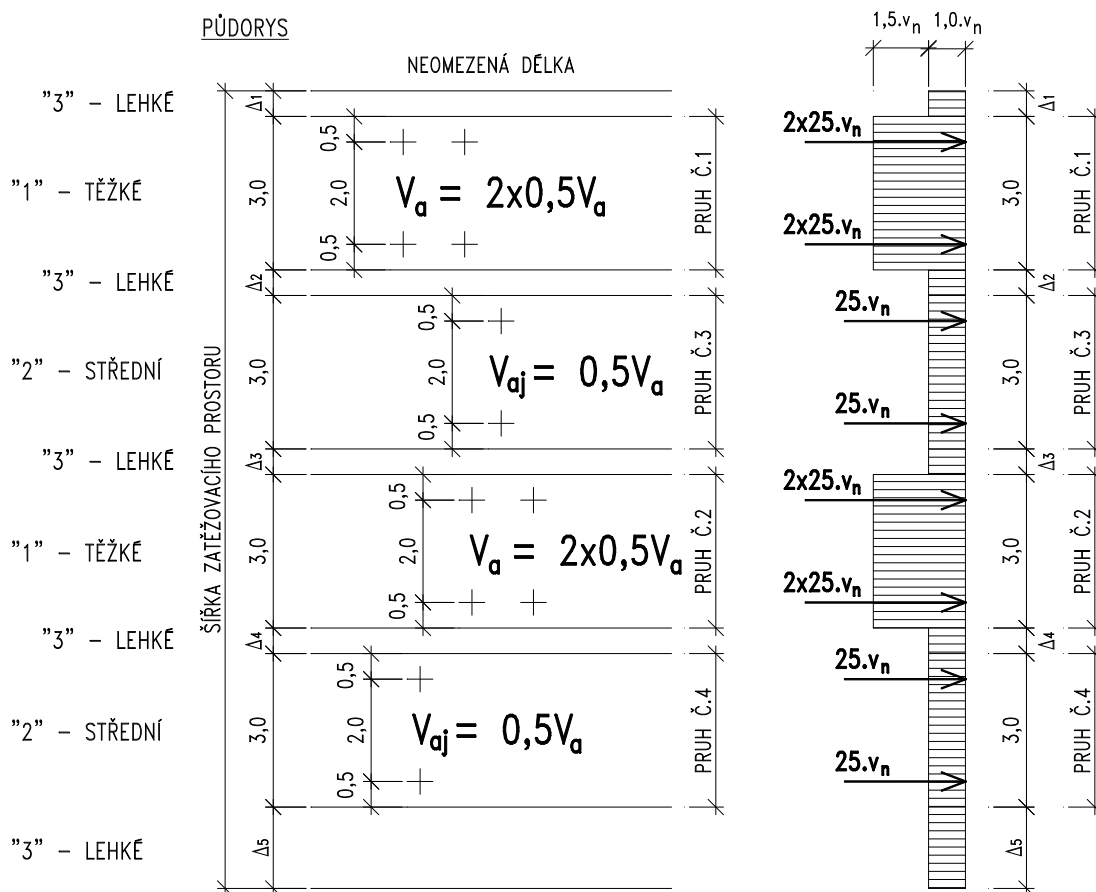 PŮDORYS
NEOMEZENÁ DÉLKA
1,5.vn 1,0.vn
"3" – LEHKÉ
Δ1
Δ1
"1" – TĚŽKÉ
3,0
0,5
2,0
0,5
Va = 2x0,5Va
PRUH Č.1
2x25.vn
2x25.vn
3,0
PRUH Č.1
"3" – LEHKÉ
Δ2
Δ2
"2" – STŘEDNÍ
3,0
0,5
2,0
0,5
Vaj = 0,5Va
PRUH Č.3
25.vn
25.vn
3,0
PRUH Č.3
ŠÍŘKA ZATĚŽOVACÍHO PROSTORU
"3" – LEHKÉ
Δ3
Δ3
"1" – TĚŽKÉ
3,0
0,5
2,0
0,5
Va = 2x0,5Va
PRUH Č.2
2x25.vn
2x25.vn
3,0
PRUH Č.2
"3" – LEHKÉ
Δ4
Δ4
"2" – STŘEDNÍ
3,0
0,5
2,0
0,5
Vaj = 0,5Va
PRUH Č.4
25.vn
25.vn
3,0
PRUH Č.4
"3" – LEHKÉ
Δ5
Δ5